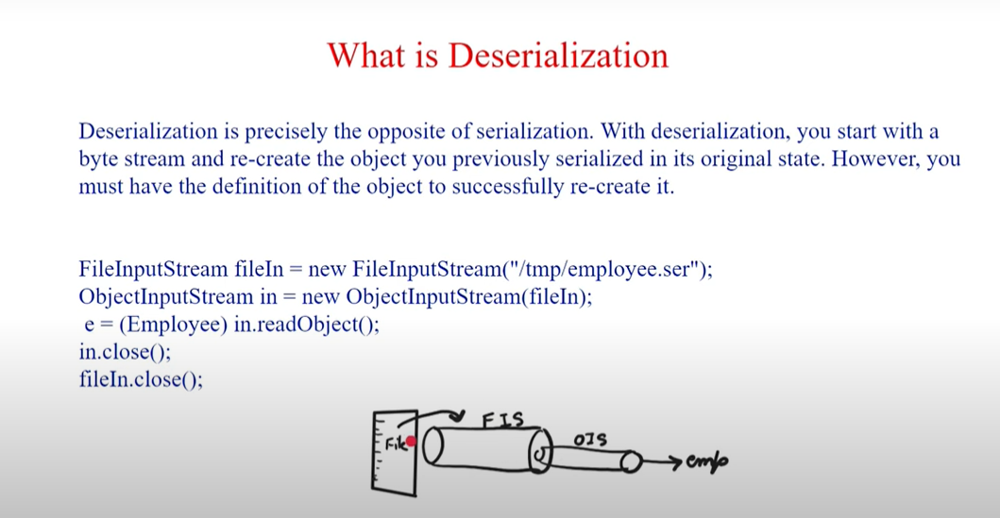 What is Deserialization
Deserialization is precisely the opposite of serialization. With deserialization, you start with a
byte stream and re-create the object you previously serialized in its original state. However, you
must have the definition of the object to successfully re-create it.
FileInputStream fileIn = new FileInputStream("/tmp/employee.ser");
ObjectInputStream in = new ObjectInputStream(fileIn);
e = (Employee) in.readObject();
in.close();
fileIn.close();
FIS
File
OIS
emp